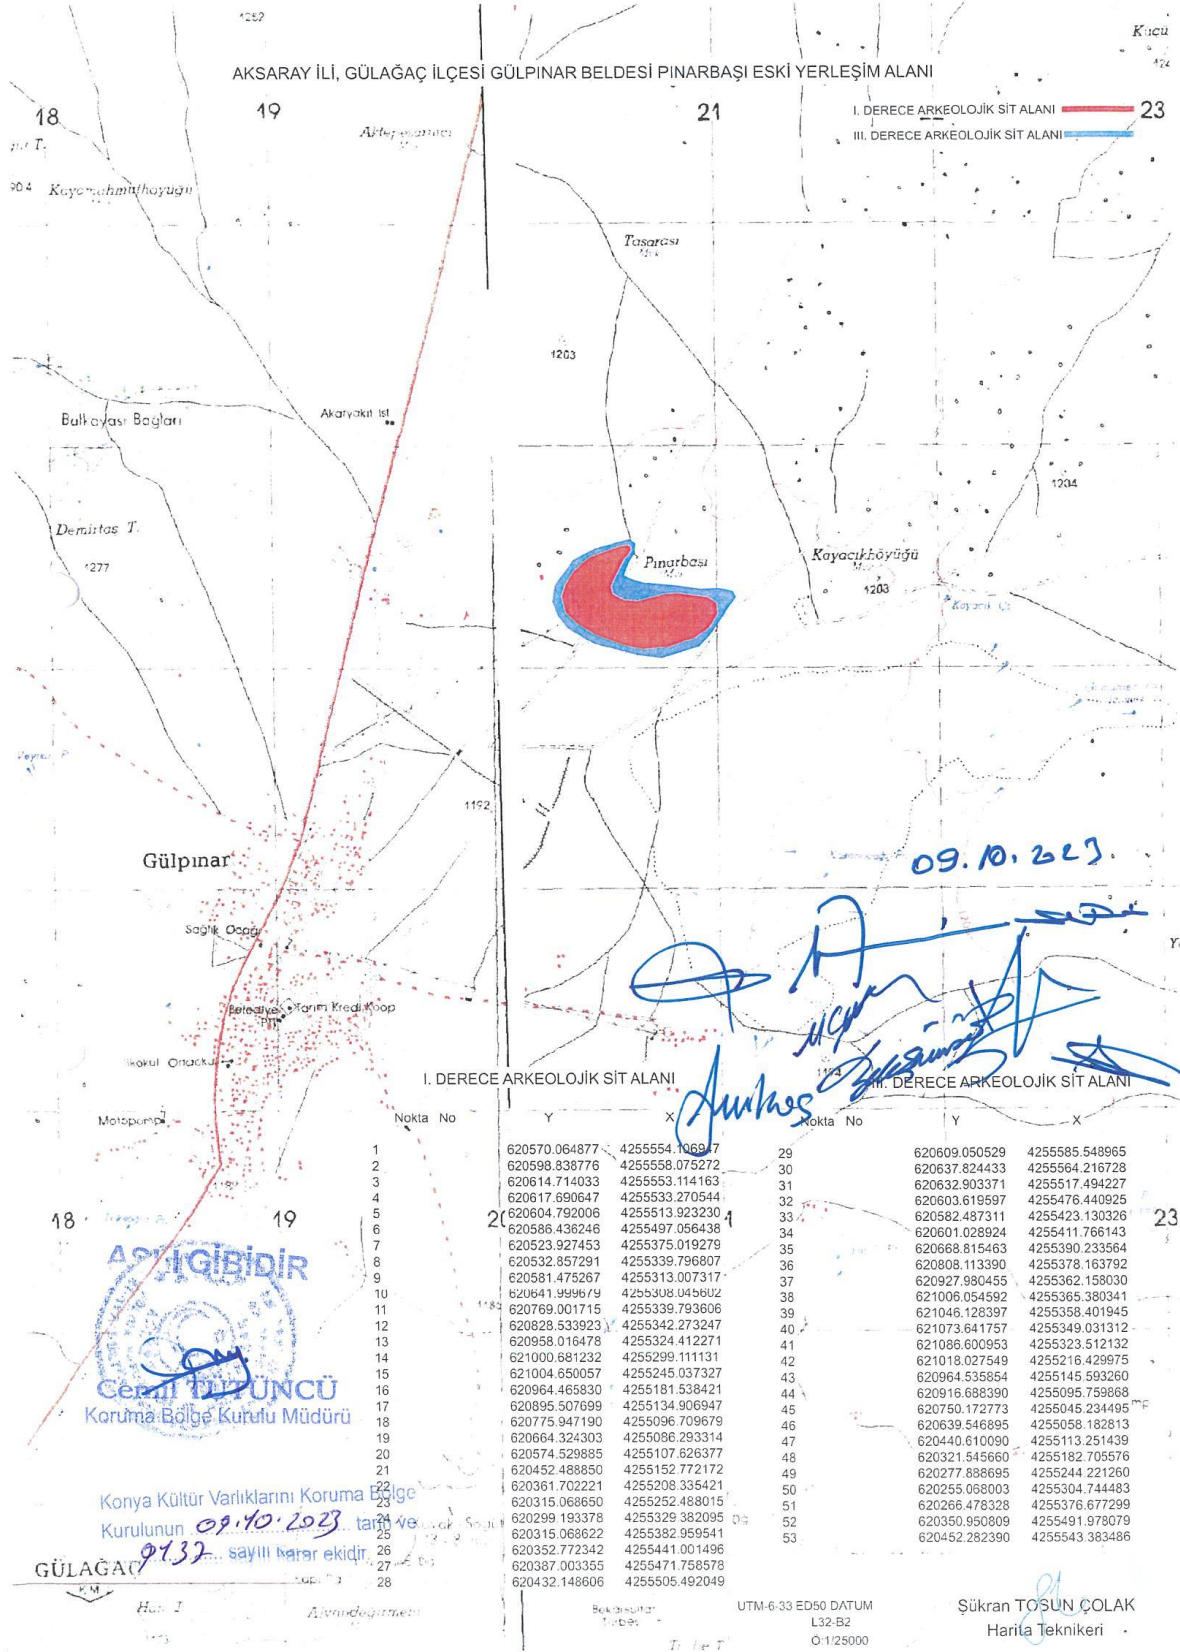 1252
Kuçu
AKSARAY İLİ, GÜLAĞAÇ İLÇESİ GÜLPINAR BELDESİ PINARBAŞI ESKİ YERLEŞİM ALANI
18
19
21
23
I. DERECE ARKEOLOJİK SİT ALANI
III. DERECE ARKEOLOJİK SİT ALANI
Tasarası
1203
Akaryakıt İst
Balkayası Bağları
1204
Demirtaş T.
1277
Pınarbaşı
Kayacıkhöyüğü
1203
Kayacık Çş
1192
Gülpınar
09.10.2023.
Sağlık Ocağı
Belediye
Tarım Kredi Koop
PTT
İlkokul Ortaokul
Motopomp
1194
I. DERECE ARKEOLOJİK SİT ALANI
III. DERECE ARKEOLOJİK SİT ALANI
Nokta No Y X
Nokta No Y X
1 620570.064877 4255554.106947
2 620598.838776 4255558.075272
3 620614.714033 4255553.114163
4 620617.690647 4255533.270544
5 620604.792006 4255513.923230
6 620586.436246 4255497.056438
7 620523.927453 4255375.019279
8 620532.857291 4255339.796807
9 620581.475267 4255313.007317
10 620641.999679 4255308.045602
11 620769.001715 4255339.793606
12 620828.533923 4255342.273247
13 620958.016478 4255324.412271
14 621000.681232 4255299.111131
15 621004.650057 4255245.037327
16 620964.465830 4255181.538421
17 620895.507699 4255134.906947
18 620775.947190 4255096.709679
19 620664.324303 4255086.293314
20 620574.529885 4255107.626377
21 620452.488850 4255152.772172
22 620361.702221 4255208.335421
23 620315.068650 4255252.488015
24 620299.193378 4255329.382095
25 620315.068622 4255382.959541
26 620352.772342 4255441.001496
27 620387.003355 4255471.758578
28 620432.148606 4255505.492049
29 620609.050529 4255585.548965
30 620637.824433 4255564.216728
31 620632.903371 4255517.494227
32 620603.619597 4255476.440925
33 620582.487311 4255423.130326
34 620601.028924 4255411.766143
35 620668.815463 4255390.233564
36 620808.113390 4255378.163792
37 620927.980455 4255362.158030
38 621006.054592 4255365.380341
39 621046.128397 4255358.401945
40 621073.641757 4255349.031312
41 621086.600953 4255323.512132
42 621018.027549 4255216.429975
43 620964.535854 4255145.593260
44 620916.688390 4255095.759868
45 620750.172773 4255045.234495
46 620639.546895 4255058.182813
47 620440.610090 4255113.251439
48 620321.545660 4255182.705576
49 620277.888695 4255244.221260
50 620255.068003 4255304.744483
51 620266.478328 4255376.677299
52 620350.950809 4255491.978079
53 620452.282390 4255543.383486
18
19
23
ASLI GİBİDİR
Cemil TÜTÜNCÜ
Koruma Bölge Kurulu Müdürü
Konya Kültür Varlıklarını Koruma Bölge
Kurulunun 09.10.2023 tarih ve
9137 sayılı karar ekidir
GÜLAĞAÇ
KM
UTM-6-33 ED50 DATUM
L32-B2
Ö:1/25000
Şükran TOSUN ÇOLAK
Harita Teknikeri